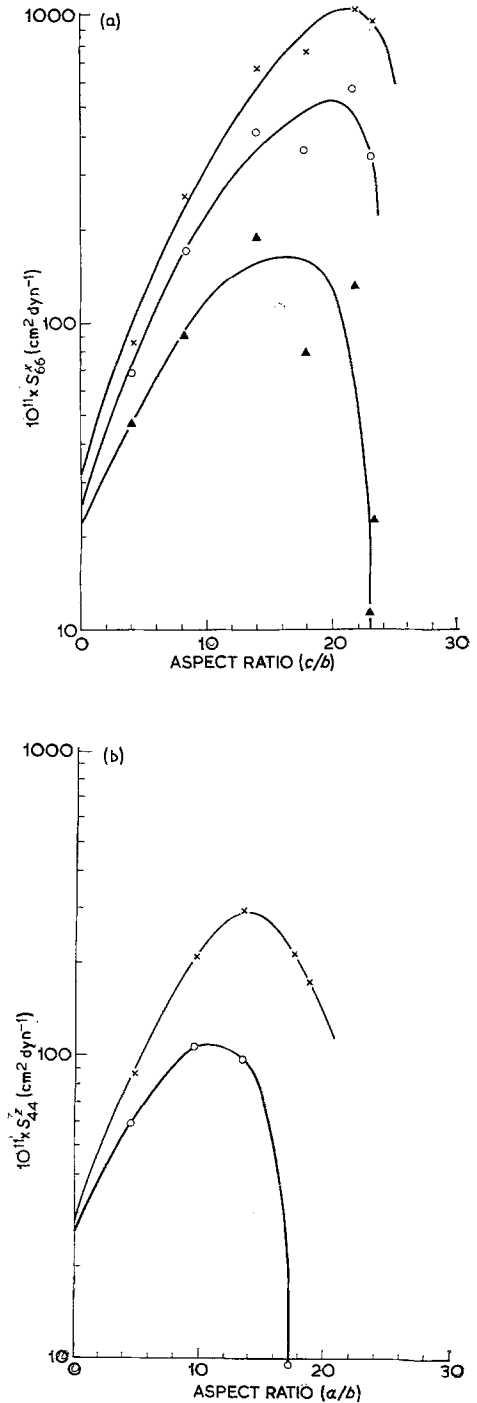 (a)
1000
100
10
10¹¹ x S₆₆ˣ (cm² dyn⁻¹)
0 10 20 30
ASPECT RATIO (c/b)
(b)
1000
100
10
10¹¹ x S₄₄ᶻ (cm² dyn⁻¹)
0 10 20 30
ASPECT RATIO (a/b)